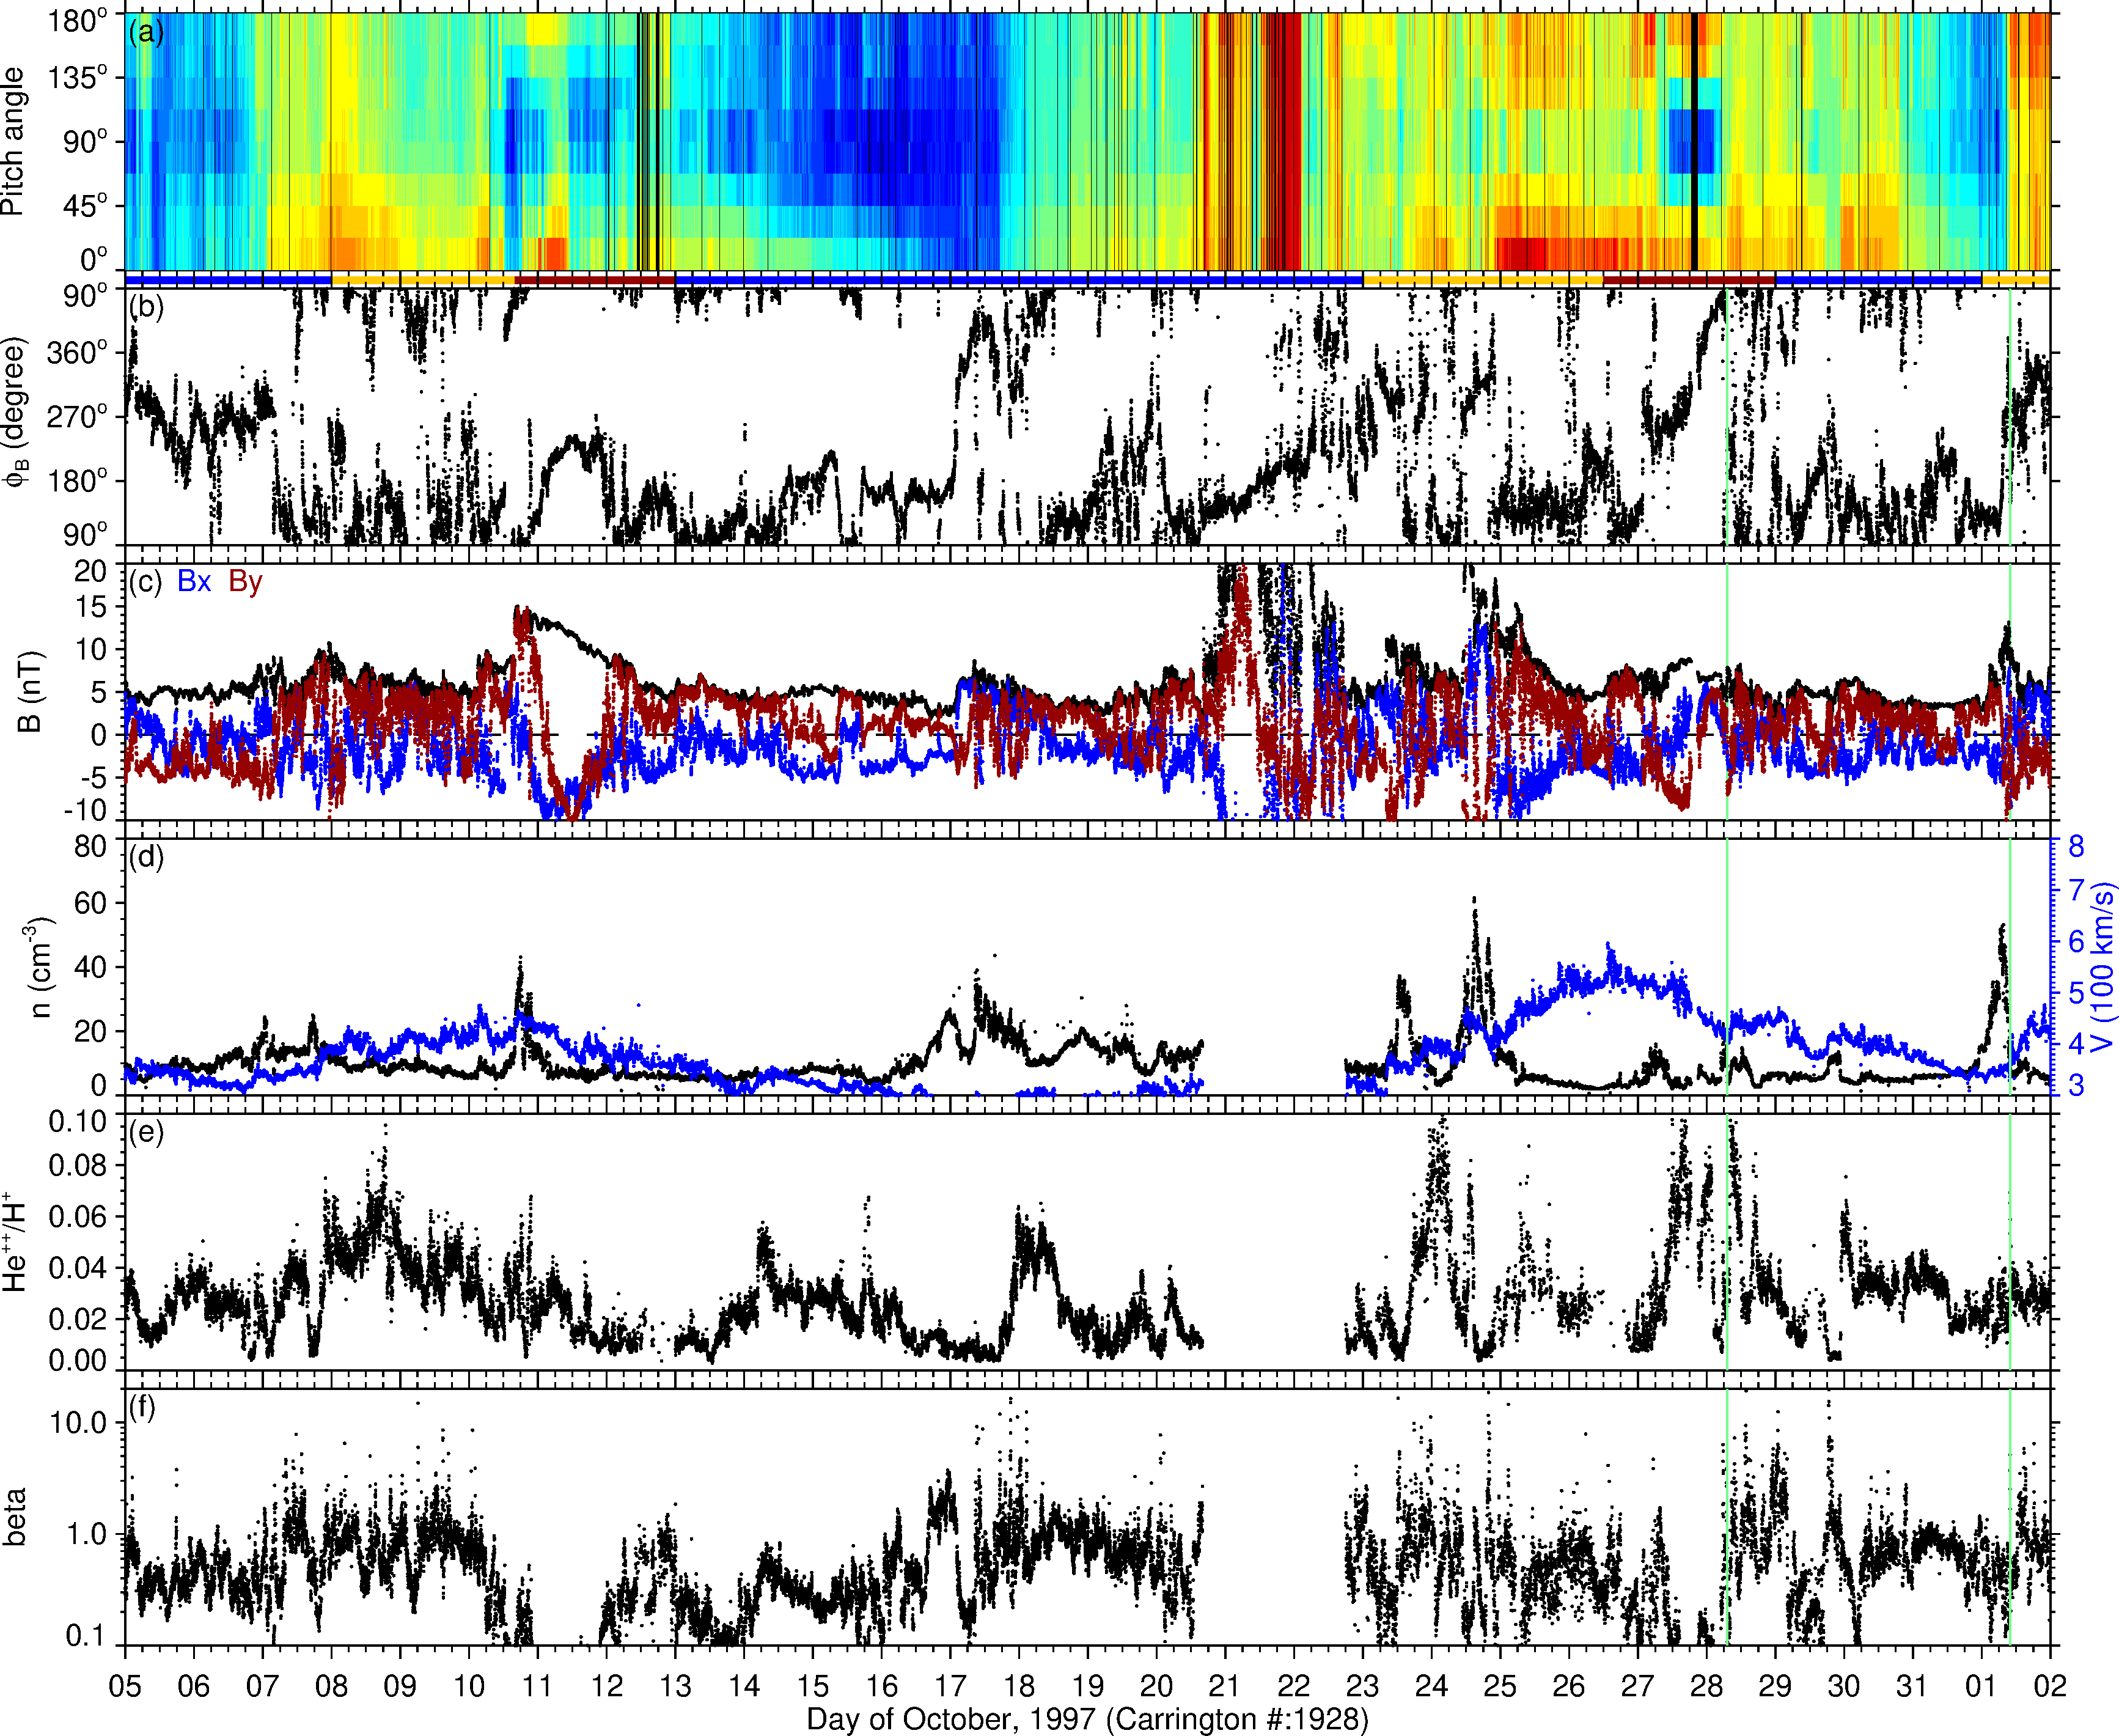 (a)
180°
135°
90°
45°
0°
Pitch angle
(b)
90°
360°
270°
180°
90°
ϕB (degree)
(c) Bx By
20
15
10
5
0
-5
-10
B (nT)
(d)
80
60
40
20
0
n (cm-3)
8
7
6
5
4
3
V (100 km/s)
(e)
0.10
0.08
0.06
0.04
0.02
0.00
He++/H+
(f)
10.0
1.0
0.1
beta
05 06 07 08 09 10 11 12 13 14 15 16 17 18 19 20 21 22 23 24 25 26 27 28 29 30 31 01 02
Day of October, 1997 (Carrington #:1928)